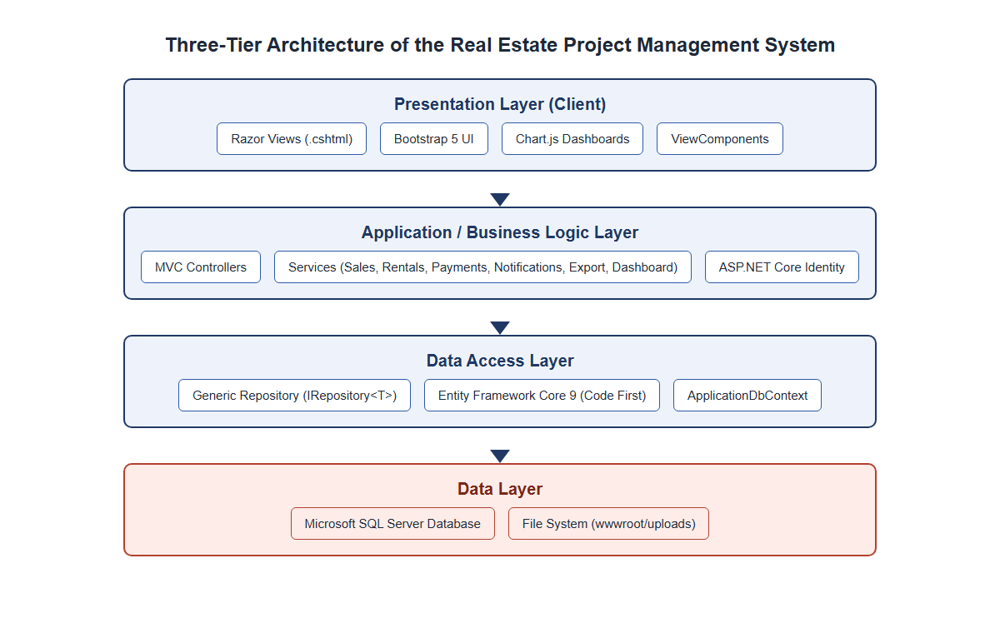 Three-Tier Architecture of the Real Estate Project Management System
Presentation Layer (Client)
Razor Views (.cshtml)
Bootstrap 5 UI
Chart.js Dashboards
ViewComponents
Application / Business Logic Layer
MVC Controllers
Services (Sales, Rentals, Payments, Notifications, Export, Dashboard)
ASP.NET Core Identity
Data Access Layer
Generic Repository (IRepository<T>)
Entity Framework Core 9 (Code First)
ApplicationDbContext
Data Layer
Microsoft SQL Server Database
File System (wwwroot/uploads)